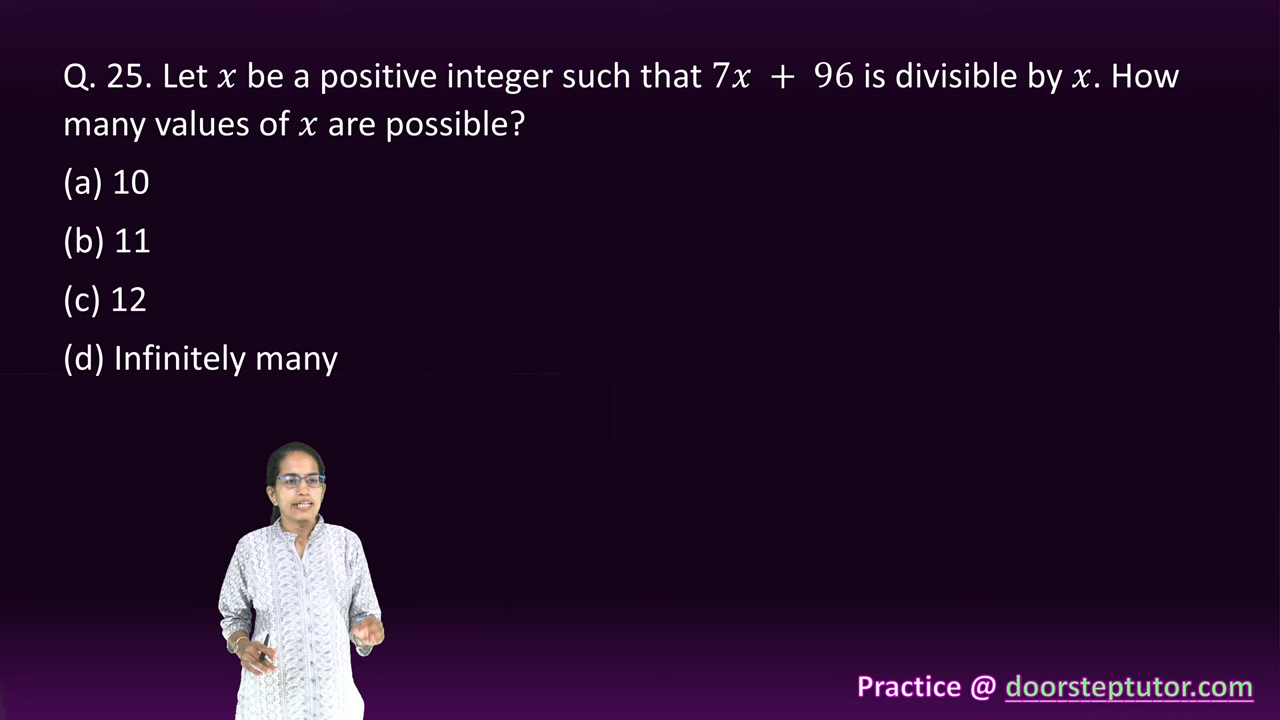 Q. 25. Let x be a positive integer such that 7x + 96 is divisible by x. How
many values of x are possible?
(a) 10
(b) 11
(c) 12
(d) Infinitely many
Practice @ doorsteptutor.com